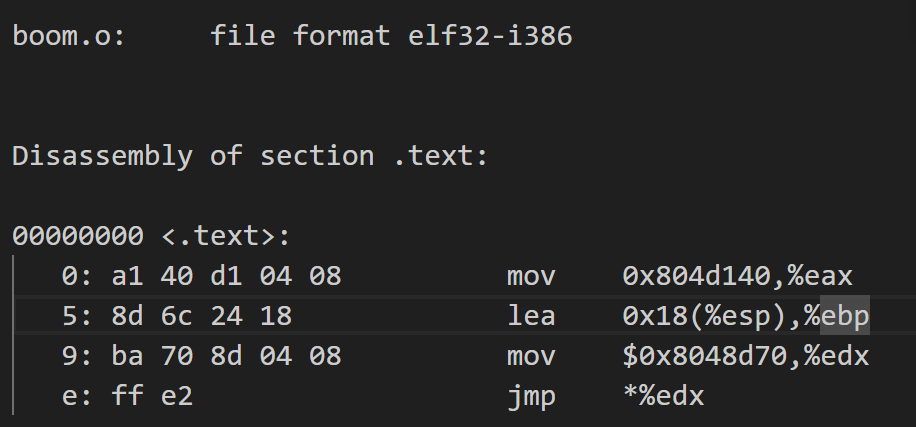 boom.o:     file format elf32-i386
Disassembly of section .text:
00000000 <.text>:
0: a1 40 d1 04 08          mov    0x804d140,%eax
5: 8d 6c 24 18             lea    0x18(%esp),%ebp
9: ba 70 8d 04 08          mov    $0x8048d70,%edx
e: ff e2                   jmp    *%edx